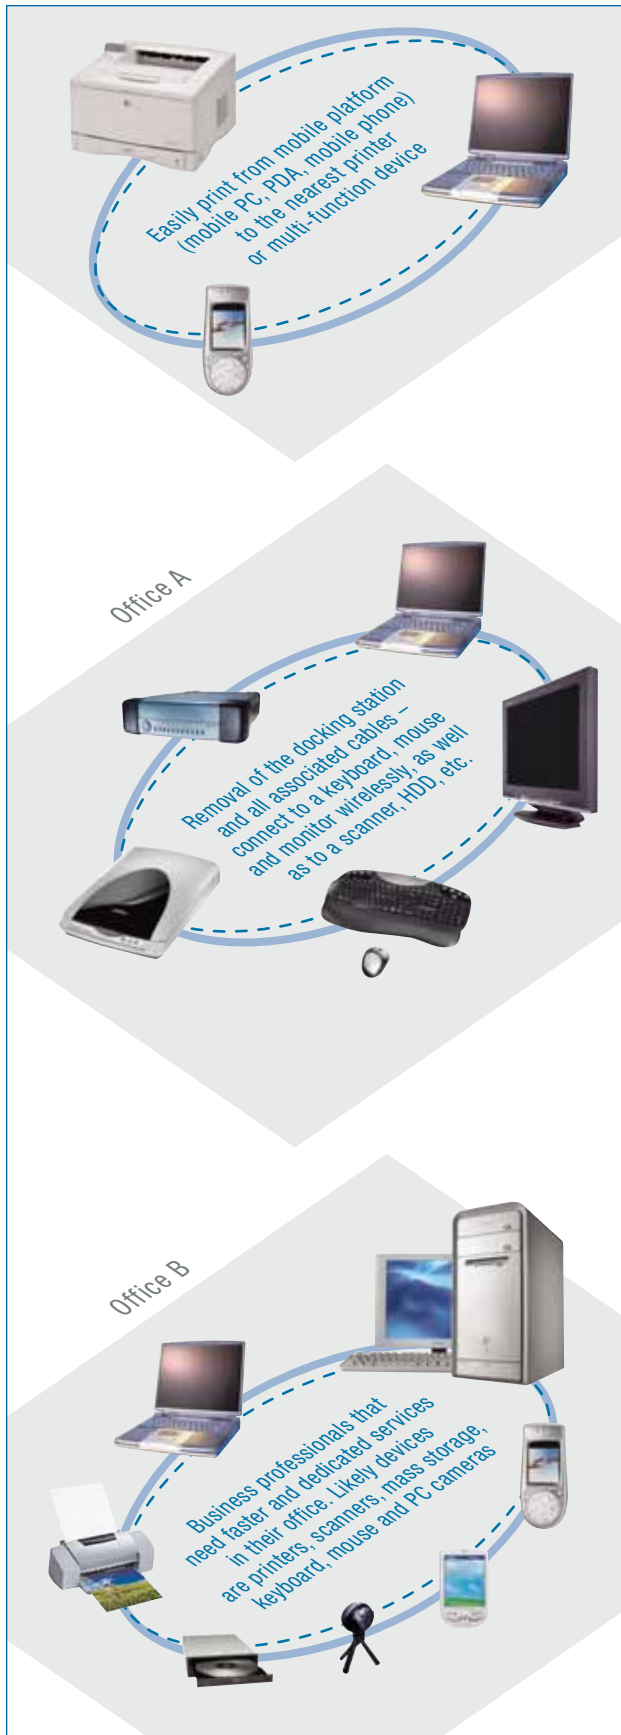 Easily print from mobile platform
(mobile PC, PDA, mobile phone)
to the nearest printer
or multi-function device
Office A
Removal of the docking station
and all associated cables –
connect to a keyboard, mouse
and monitor wirelessly, as well
as to a scanner, HDD, etc.
Office B
Business professionals that
need faster and dedicated services
in their office. Likely devices
are printers, scanners, mass storage,
keyboard, mouse and PC cameras